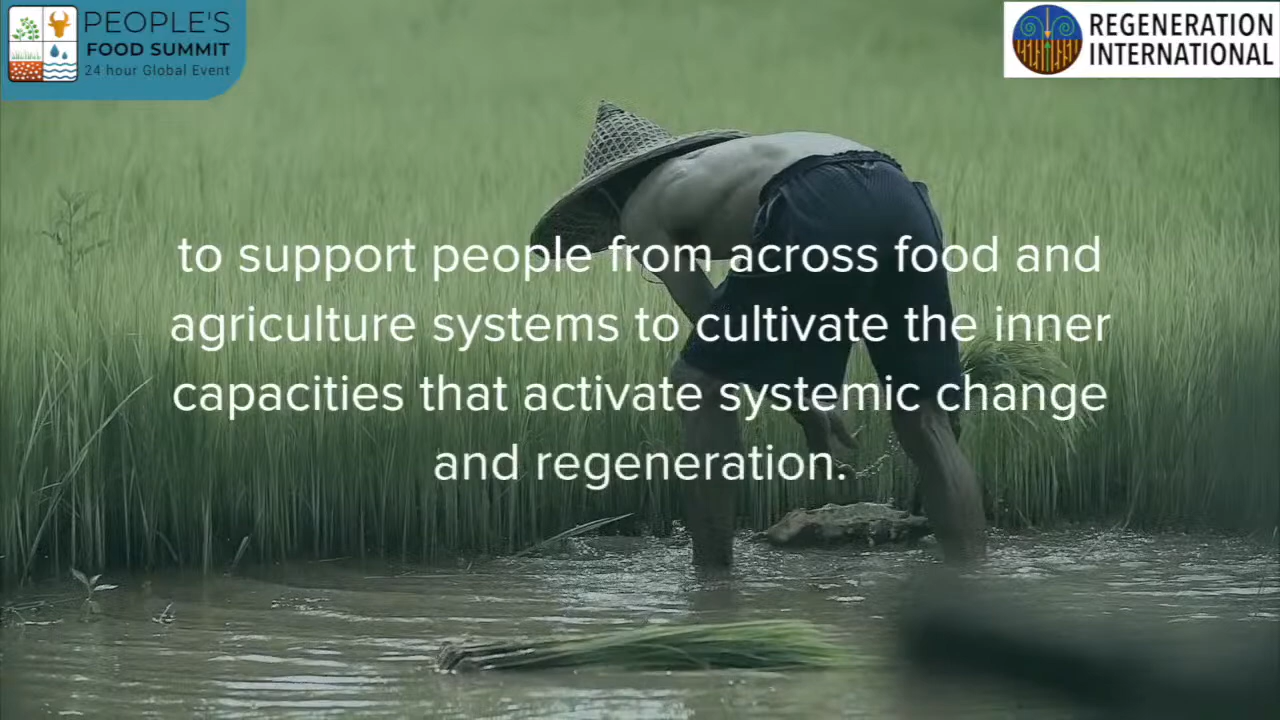 PEOPLE'S
FOOD SUMMIT
24 hour Global Event
REGENERATION
INTERNATIONAL
to support people from across food and
agriculture systems to cultivate the inner
capacities that activate systemic change
and regeneration.